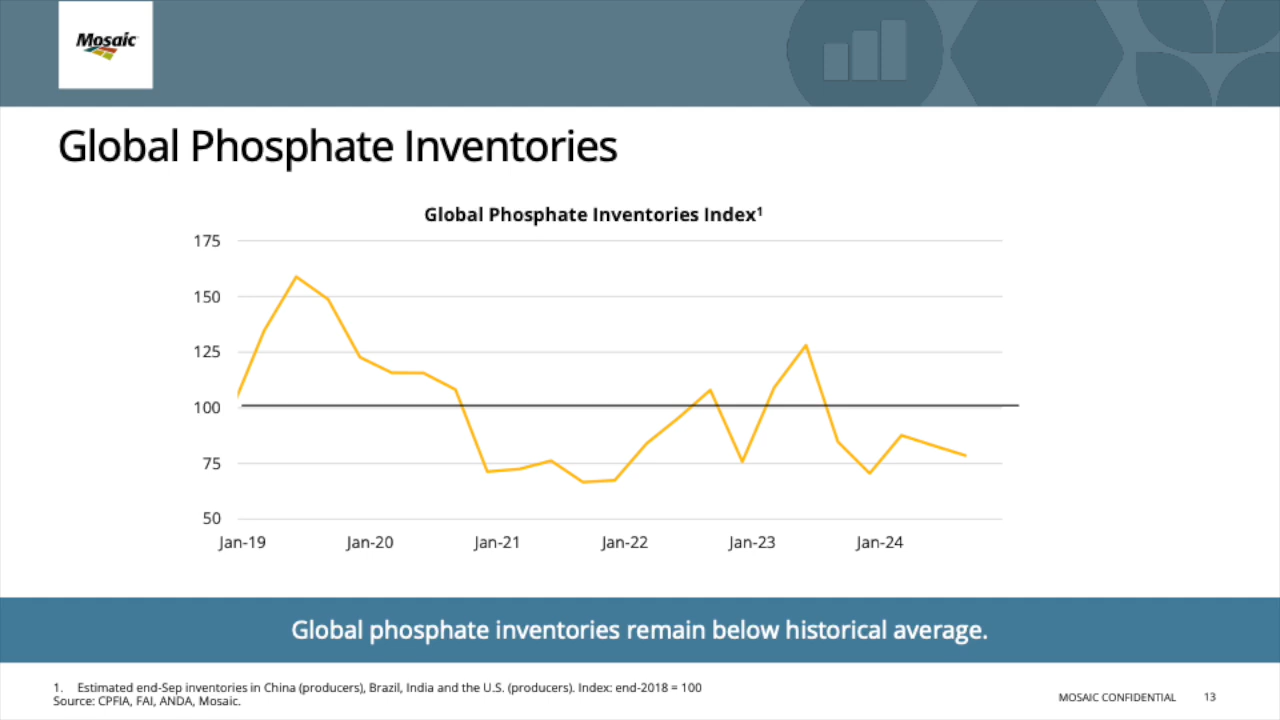 Mosaic
Global Phosphate Inventories
Global Phosphate Inventories Index¹
175
150
125
100
75
50
Jan-19 Jan-20 Jan-21 Jan-22 Jan-23 Jan-24
Global phosphate inventories remain below historical average.
1. Estimated end-Sep inventories in China (producers), Brazil, India and the U.S. (producers). Index: end-2018 = 100
Source: CPFIA, FAI, ANDA, Mosaic.
MOSAIC CONFIDENTIAL 13